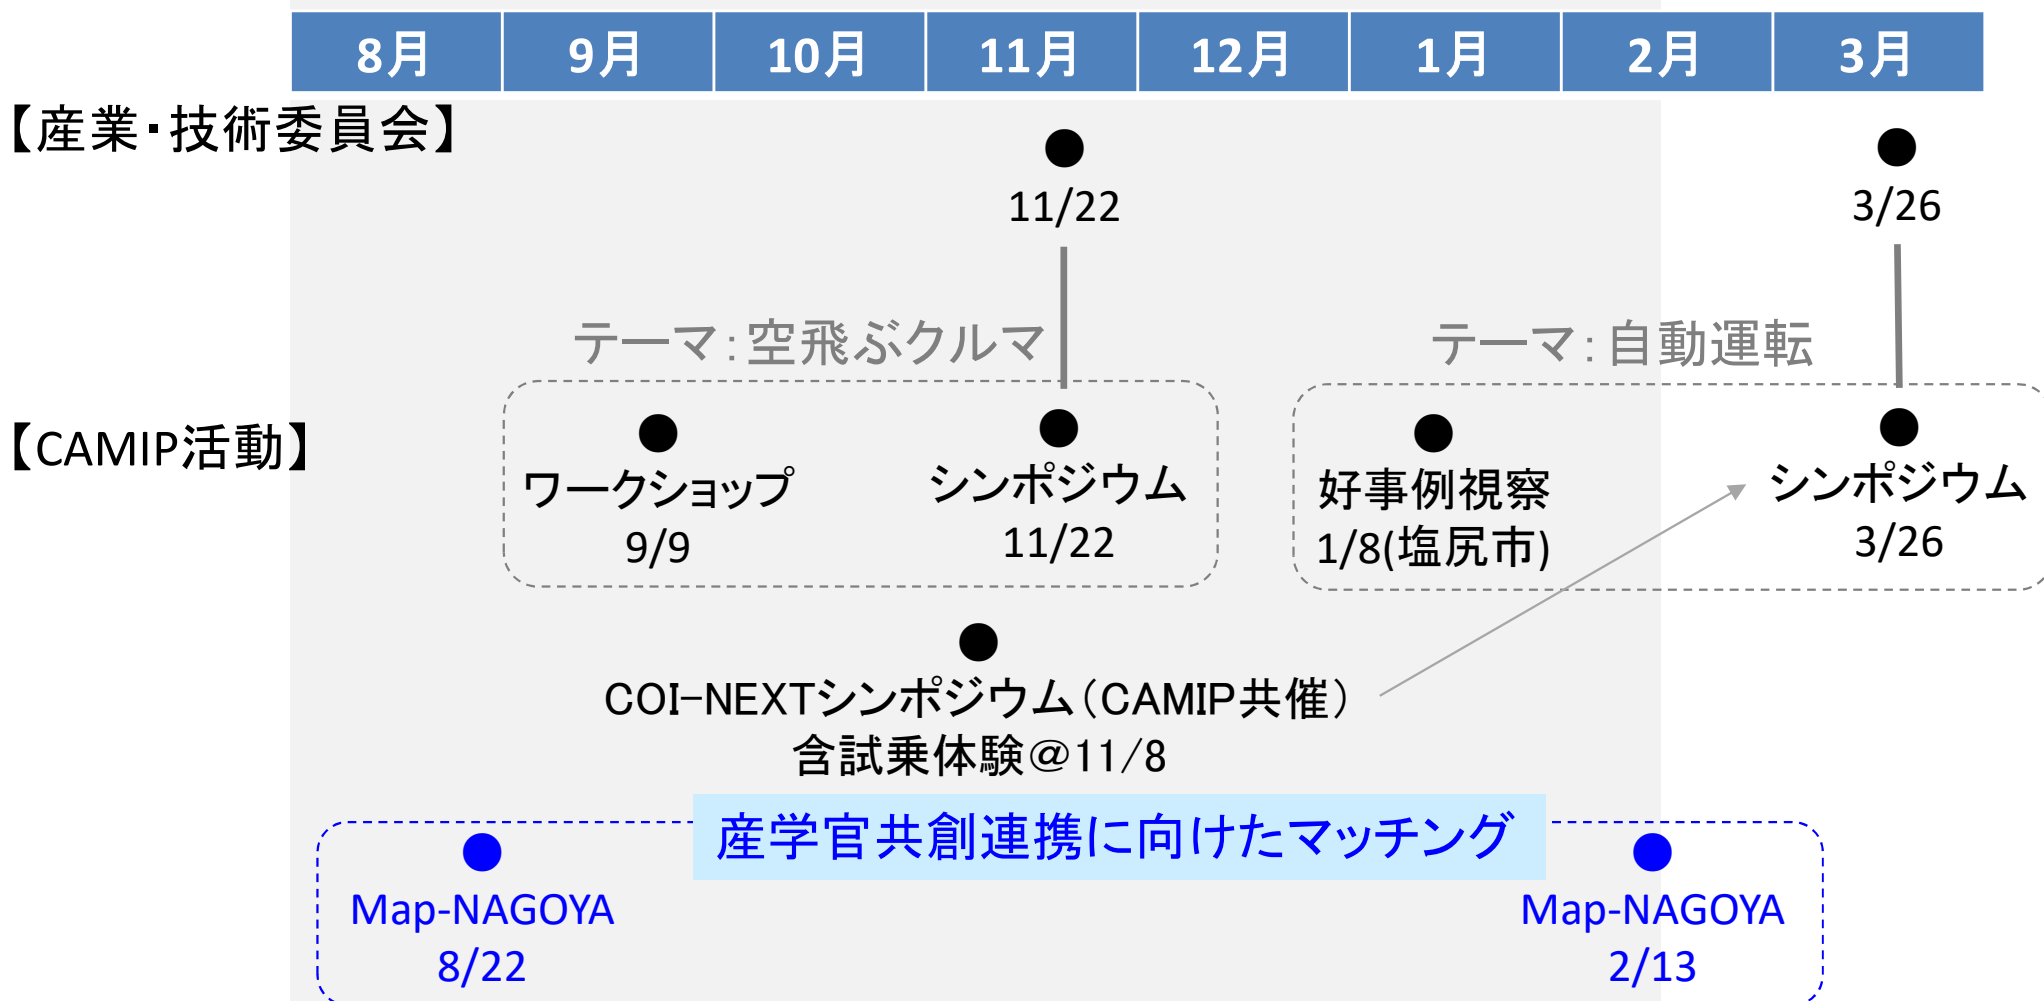 8月 9月 10月 11月 12月 1月 2月 3月
【産業・技術委員会】
11/22
3/26
テーマ：空飛ぶクルマ
テーマ：自動運転
【CAMIP活動】
ワークショップ
9/9
シンポジウム
11/22
好事例視察
1/8(塩尻市)
シンポジウム
3/26
COI-NEXTシンポジウム（CAMIP共催）
含試乗体験＠11/8
産学官共創連携に向けたマッチング
Map-NAGOYA
8/22
Map-NAGOYA
2/13